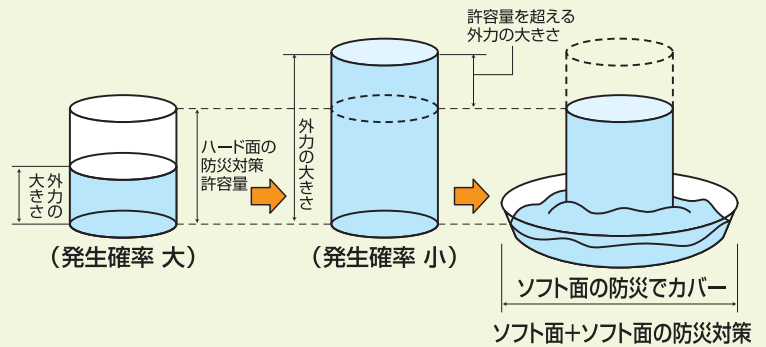 許容量を超える
外力の大きさ
ハード面の
防災対策
許容量
外力の
大きさ
外力の大きさ
（発生確率 大）
（発生確率 小）
ソフト面の防災でカバー
ソフト面＋ソフト面の防災対策